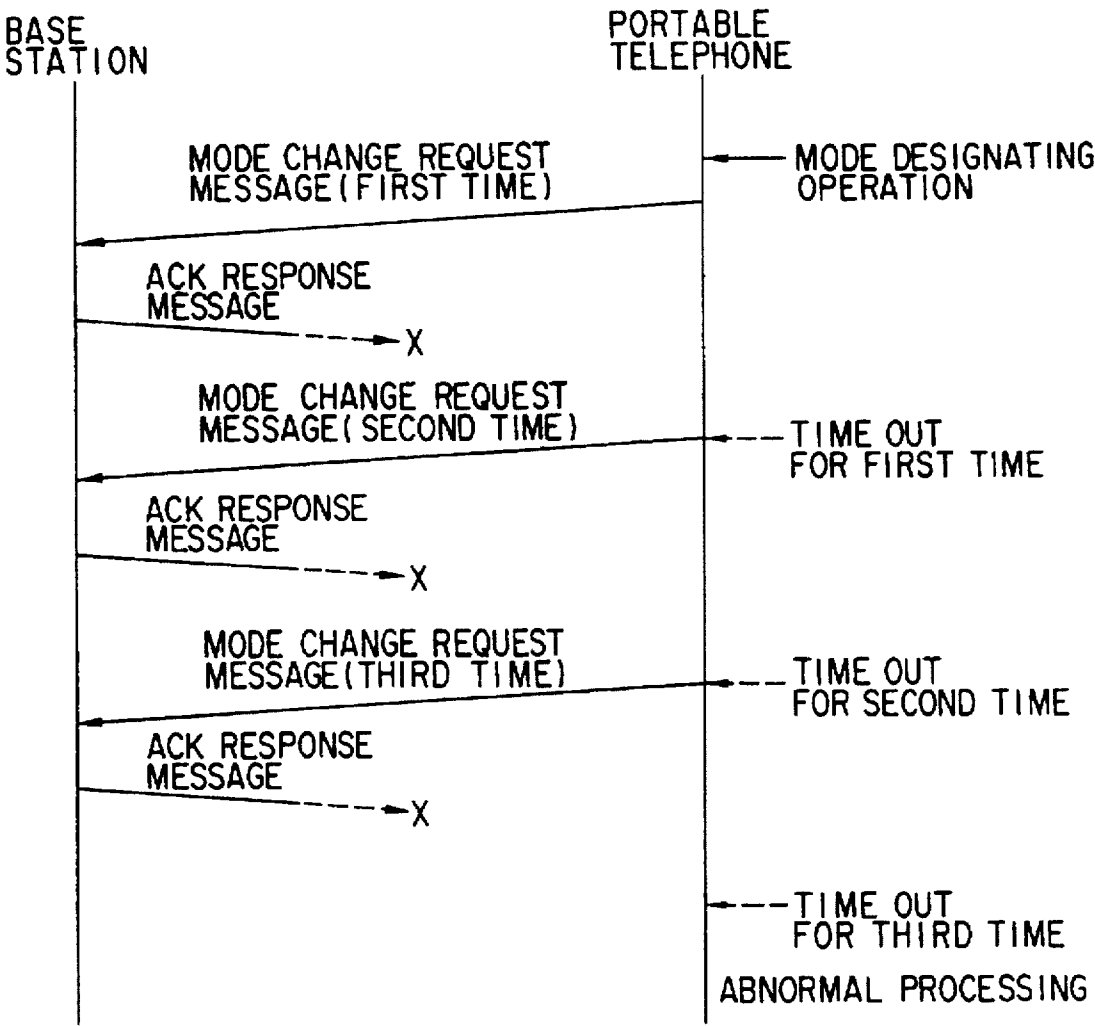 BASE
STATION
PORTABLE
TELEPHONE
MODE CHANGE REQUEST
MESSAGE(FIRST TIME)
MODE DESIGNATING
OPERATION
ACK RESPONSE
MESSAGE
X
MODE CHANGE REQUEST
MESSAGE(SECOND TIME)
TIME OUT
FOR FIRST TIME
ACK RESPONSE
MESSAGE
X
MODE CHANGE REQUEST
MESSAGE(THIRD TIME)
TIME OUT
FOR SECOND TIME
ACK RESPONSE
MESSAGE
X
TIME OUT
FOR THIRD TIME
ABNORMAL PROCESSING